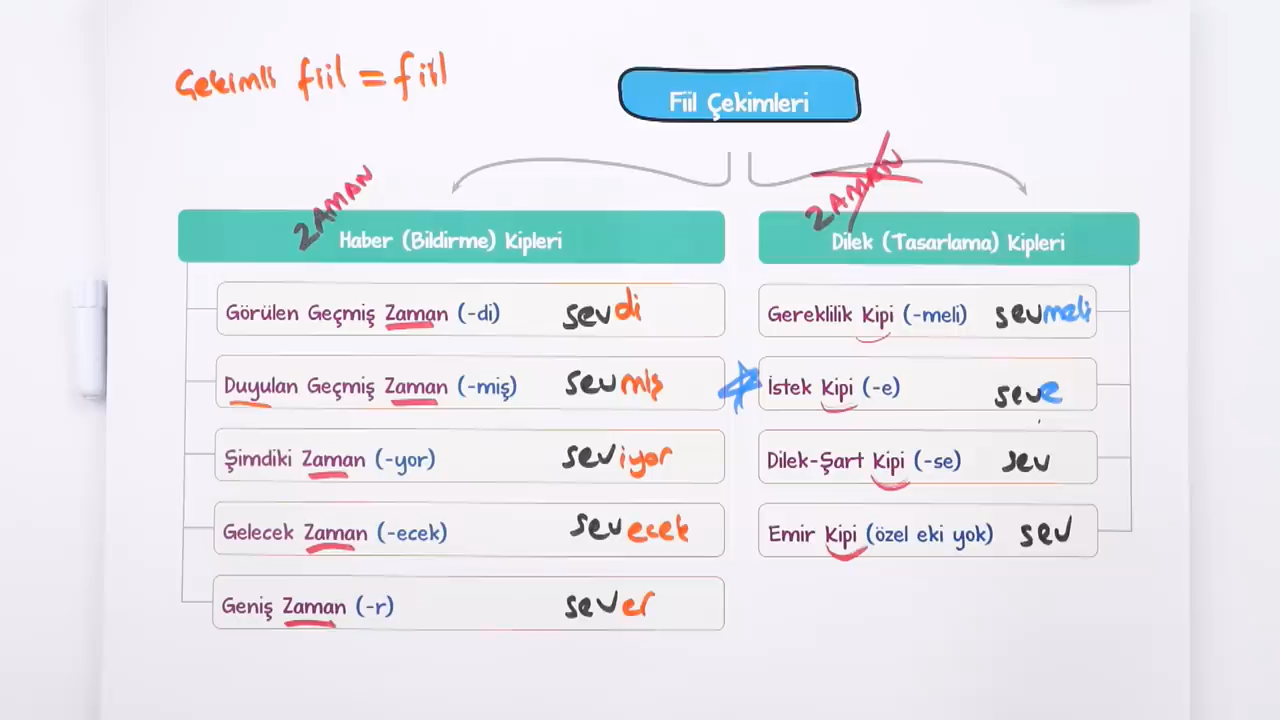 Çekimli fiil = fiil
Fiil Çekimleri
ZAMAN
ZAMAN
Haber (Bildirme) Kipleri
Görülen Geçmiş Zaman (-di) sevdi
Duyulan Geçmiş Zaman (-miş) sevmiş
Şimdiki Zaman (-yor) seviyor
Gelecek Zaman (-ecek) sevecek
Geniş Zaman (-r) sever
Dilek (Tasarlama) Kipleri
Gereklilik Kipi (-meli) sevmeli
İstek Kipi (-e) seve
Dilek-Şart Kipi (-se) sev
Emir Kipi (özel eki yok) sev